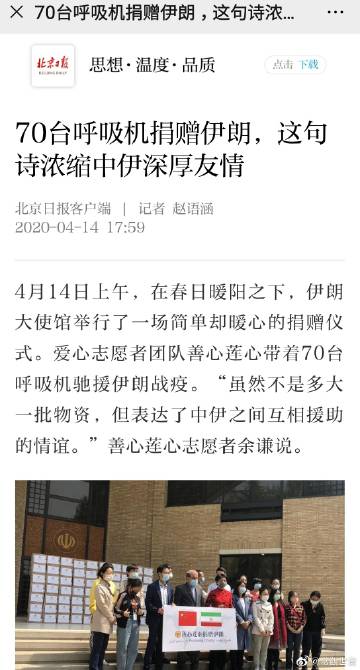 70台呼吸机捐赠伊朗，这句诗浓...
北京日报
BEIJING DAILY
思想·温度·品质
点击 下载
70台呼吸机捐赠伊朗，这句
诗浓缩中伊深厚友情
北京日报客户端 | 记者 赵语涵
2020-04-14 17:59
4月14日上午，在春日暖阳之下，伊朗
大使馆举行了一场简单却暖心的捐赠仪
式。爱心志愿者团队善心莲心带着70台
呼吸机驰援伊朗战疫。“虽然不是多大
一批物资，但表达了中伊之间互相援助
的情谊。”善心莲心志愿者余谦说。
善心莲心捐赠伊朗